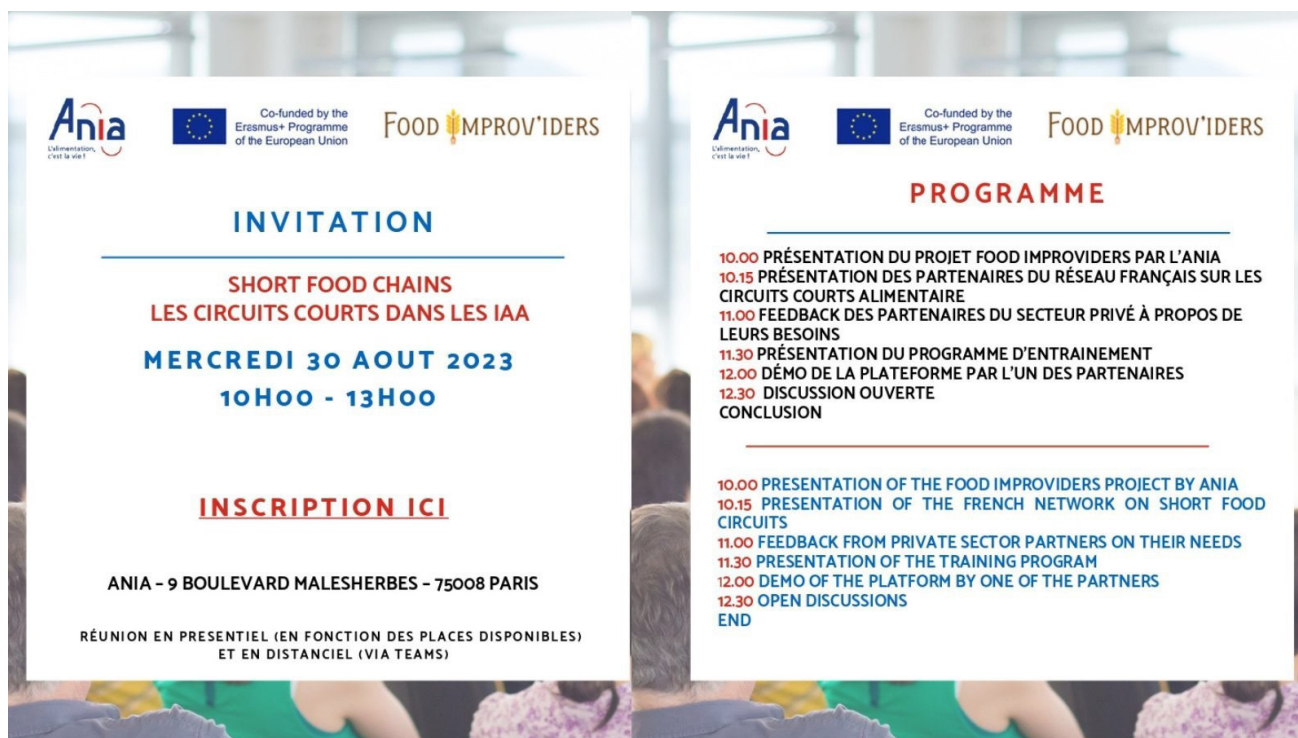 Ania
L'alimentation,
c'est la vie !
Co-funded by the
Erasmus+ Programme
of the European Union
FOOD IMPROV'IDERS
INVITATION
SHORT FOOD CHAINS
LES CIRCUITS COURTS DANS LES IAA
MERCREDI 30 AOUT 2023
10H00 - 13H00
INSCRIPTION ICI
ANIA – 9 BOULEVARD MALESHERBES – 75008 PARIS
RÉUNION EN PRESENTIEL (EN FONCTION DES PLACES DISPONIBLES)
ET EN DISTANCIEL (VIA TEAMS)
Ania
L'alimentation,
c'est la vie !
Co-funded by the
Erasmus+ Programme
of the European Union
FOOD IMPROV'IDERS
PROGRAMME
10.00 PRÉSENTATION DU PROJET FOOD IMPROVIDERS PAR L'ANIA
10.15 PRÉSENTATION DES PARTENAIRES DU RÉSEAU FRANÇAIS SUR LES
CIRCUITS COURTS ALIMENTAIRE
11.00 FEEDBACK DES PARTENAIRES DU SECTEUR PRIVÉ À PROPOS DE
LEURS BESOINS
11.30 PRÉSENTATION DU PROGRAMME D'ENTRAINEMENT
12.00 DÉMO DE LA PLATEFORME PAR L'UN DES PARTENAIRES
12.30 DISCUSSION OUVERTE
CONCLUSION
10.00 PRESENTATION OF THE FOOD IMPROVIDERS PROJECT BY ANIA
10.15 PRESENTATION OF THE FRENCH NETWORK ON SHORT FOOD
CIRCUITS
11.00 FEEDBACK FROM PRIVATE SECTOR PARTNERS ON THEIR NEEDS
11.30 PRESENTATION OF THE TRAINING PROGRAM
12.00 DEMO OF THE PLATFORM BY ONE OF THE PARTNERS
12.30 OPEN DISCUSSIONS
END